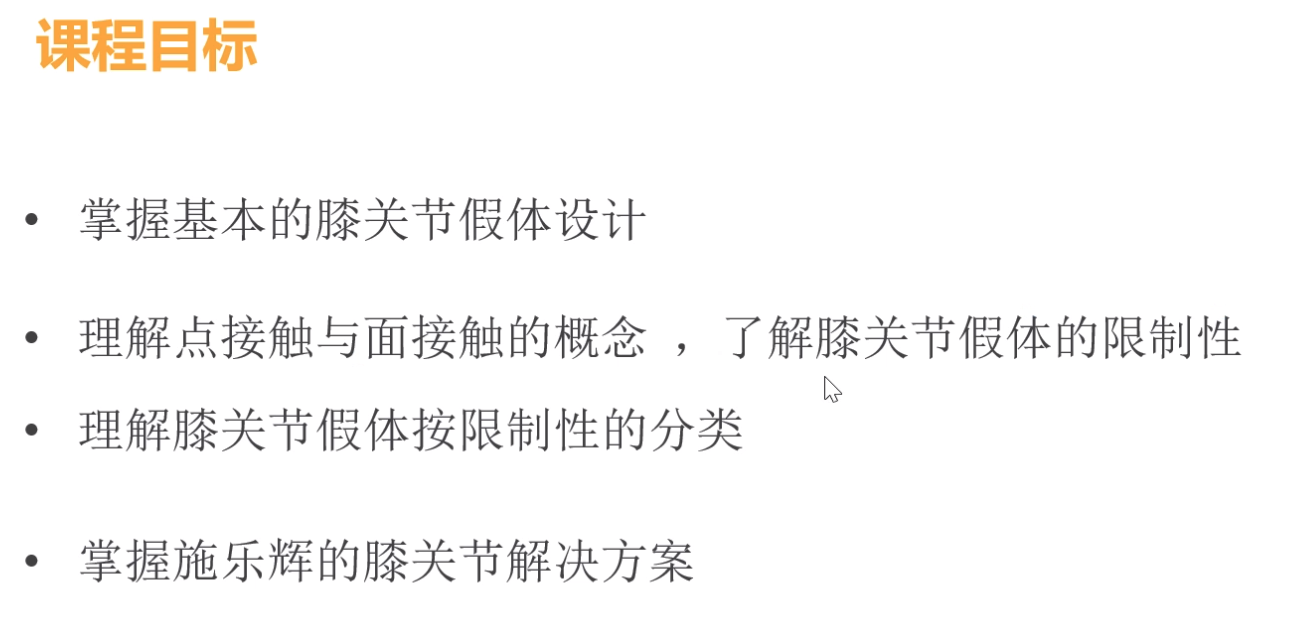 课程目标
• 掌握基本的膝关节假体设计
• 理解点接触与面接触的概念 ，了解膝关节假体的限制性
• 理解膝关节假体按限制性的分类
• 掌握施乐辉的膝关节解决方案